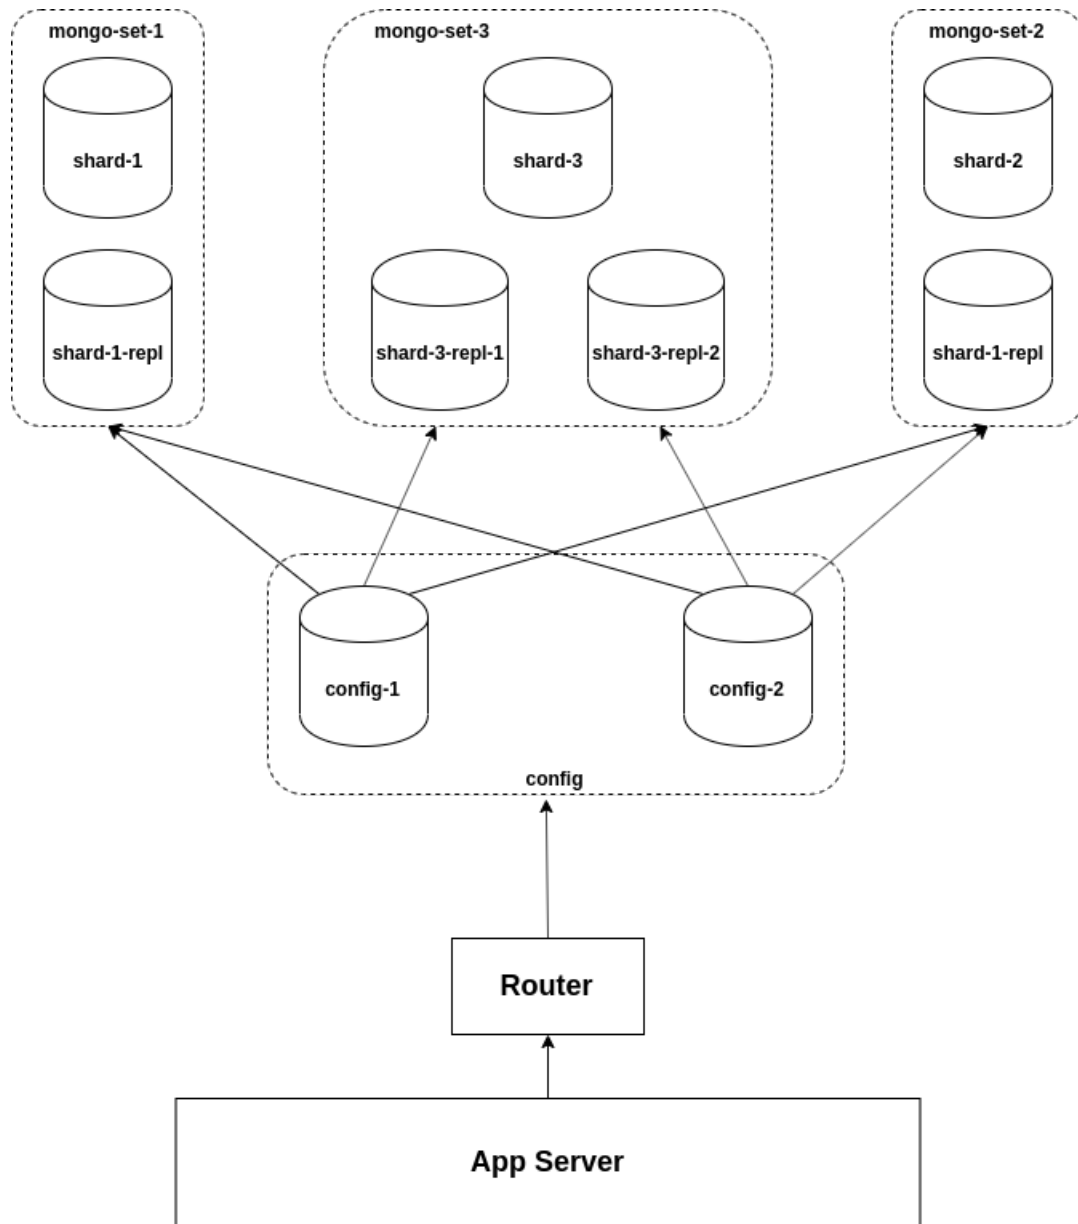 mongo-set-1
mongo-set-3
mongo-set-2
shard-1
shard-3
shard-2
shard-1-repl
shard-3-repl-1
shard-3-repl-2
shard-1-repl
config-1
config-2
config
Router
App Server